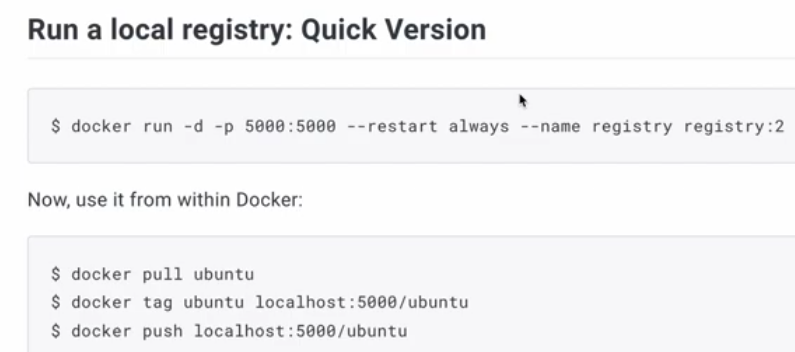 Run a local registry: Quick Version
$ docker run -d -p 5000:5000 --restart always --name registry registry:2
Now, use it from within Docker:
$ docker pull ubuntu
$ docker tag ubuntu localhost:5000/ubuntu
$ docker push localhost:5000/ubuntu